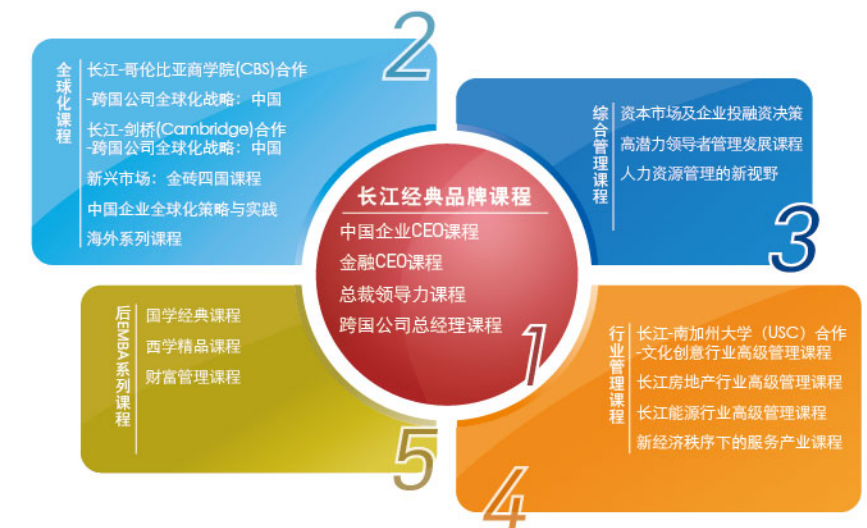 1
长江经典品牌课程
中国企业CEO课程
金融CEO课程
总裁领导力课程
跨国公司总经理课程
2
全球化课程
长江-哥伦比亚商学院(CBS)合作
-跨国公司全球化战略：中国
长江-剑桥(Cambridge)合作
-跨国公司全球化战略：中国
新兴市场：金砖四国课程
中国企业全球化策略与实践
海外系列课程
3
综合管理课程
资本市场及企业投融资决策
高潜力领导者管理发展课程
人力资源管理的新视野
4
行业管理课程
长江-南加州大学（USC）合作
-文化创意行业高级管理课程
长江房地产行业高级管理课程
长江能源行业高级管理课程
新经济秩序下的服务产业课程
5
后EMBA系列课程
国学经典课程
西学精品课程
财富管理课程